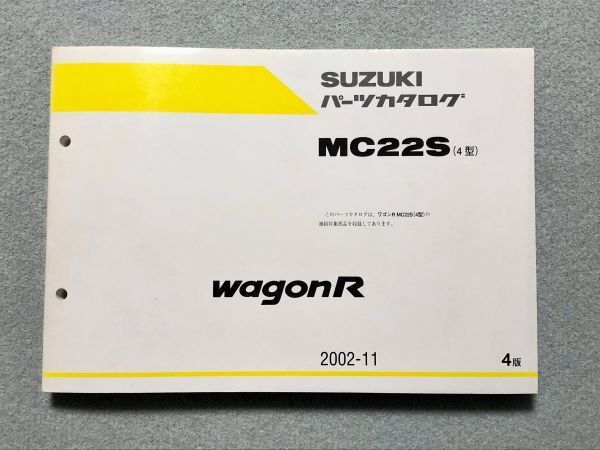 SUZUKI
パーツカタログ
MC22S(4型)
このパーツカタログは、ワゴンR MC22S(4型)の
補給対象部品を収録してあります。
wagonR
2002-11 4版